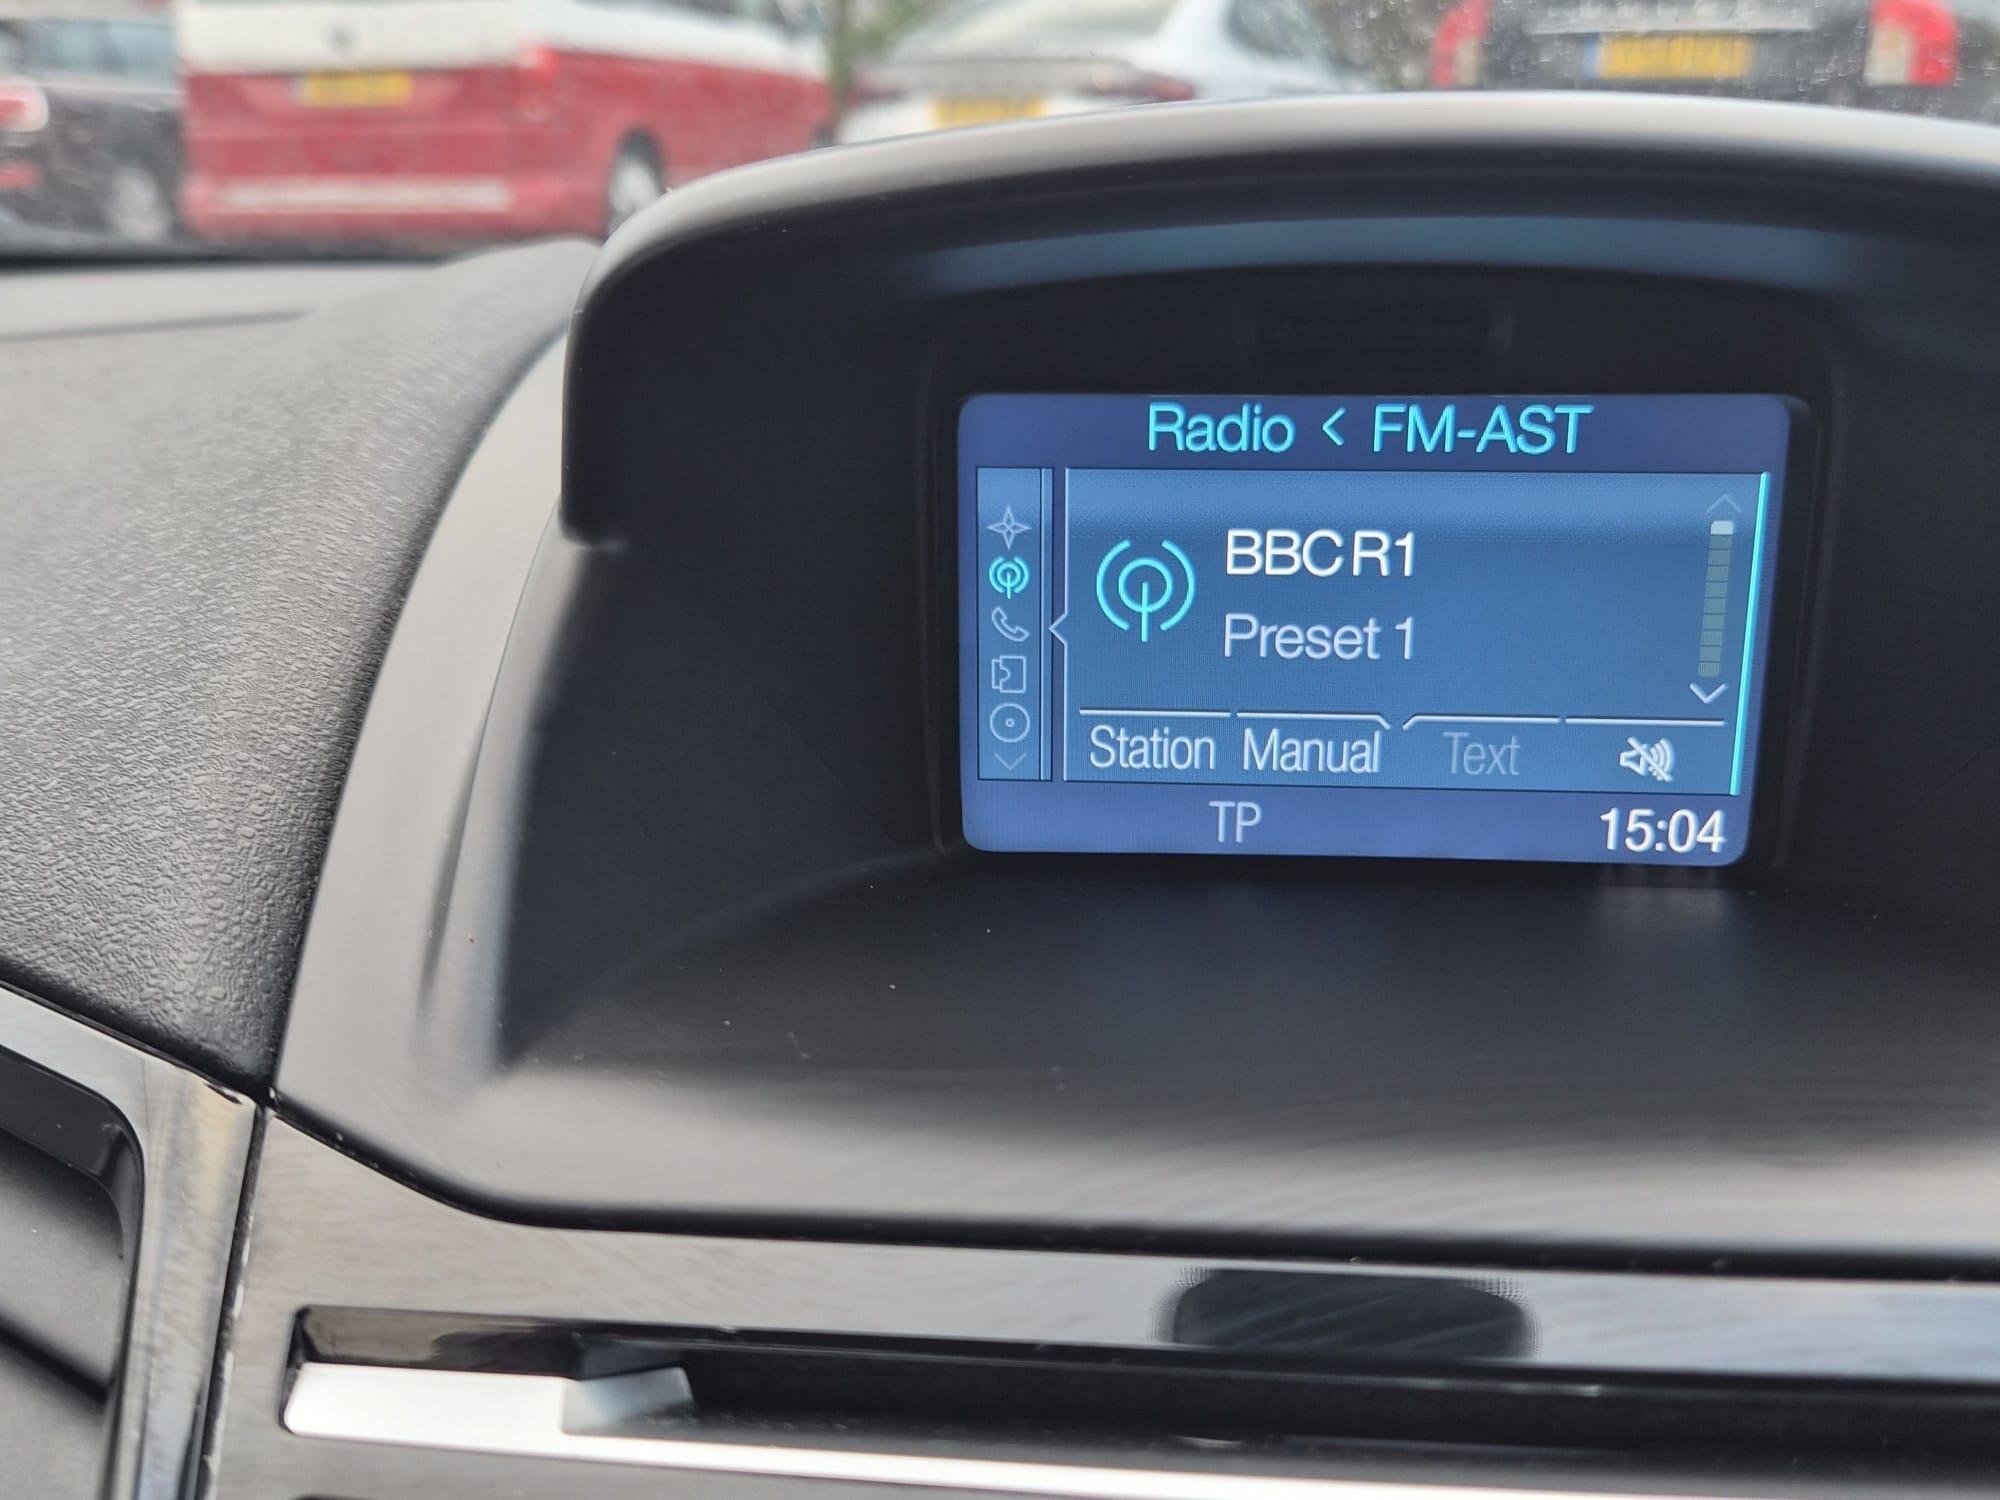 Radio < FM-AST
BBC R1
Preset 1
Station Manual Text
TP 15:04